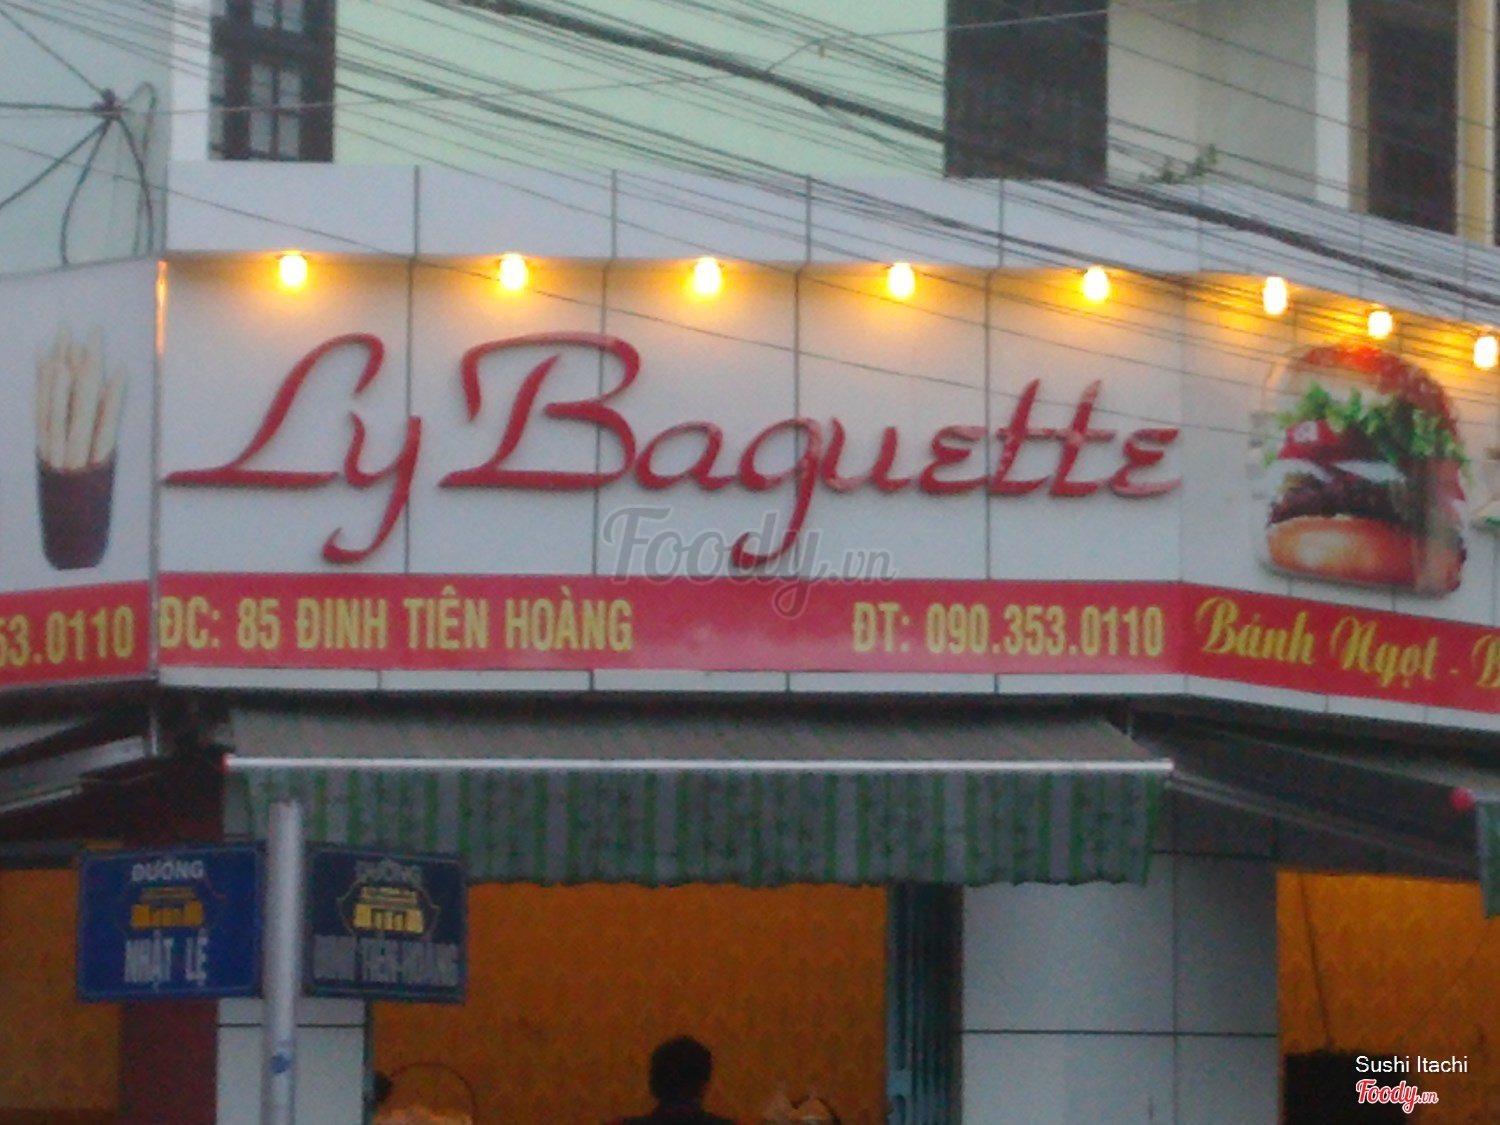 Ly Baguette
53.0110
ĐC: 85 ĐINH TIÊN HOÀNG
ĐT: 090.353.0110
Bánh Ngọt -
Foody.vn
ĐƯỜNG
NHẬT LỆ
ĐƯỜNG
ĐINH TIÊN HOÀNG
Sushi Itachi
Foody.vn